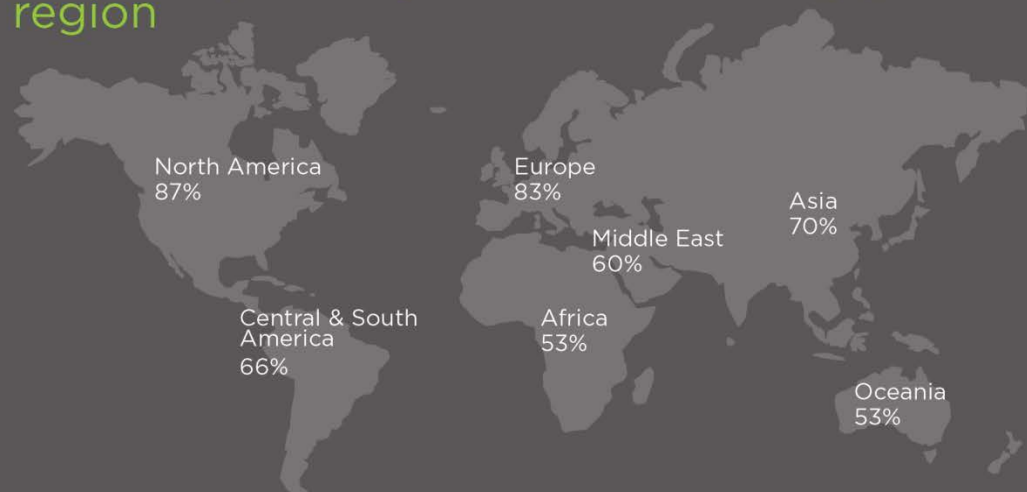 region
North America
87%
Europe
83%
Asia
70%
Middle East
60%
Central & South
America
66%
Africa
53%
Oceania
53%